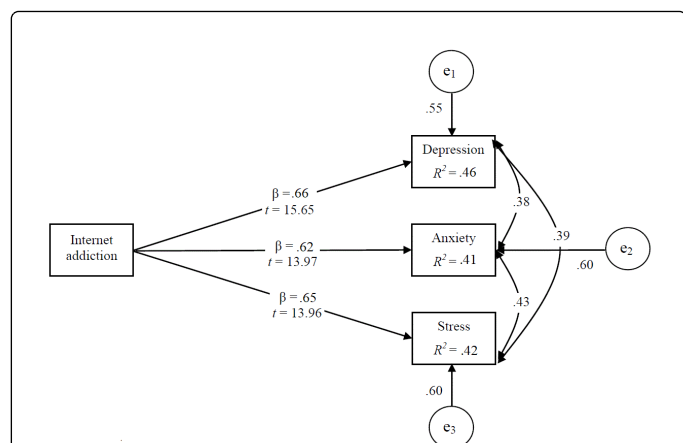 e1
.55
Depression
R² = .46
β = .66
t = 15.65
.38
Internet
addiction
β = .62
t = 13.97
Anxiety
R² = .41
.39
e2
.60
β = .65
t = 13.96
.43
Stress
R² = .42
.60
e3